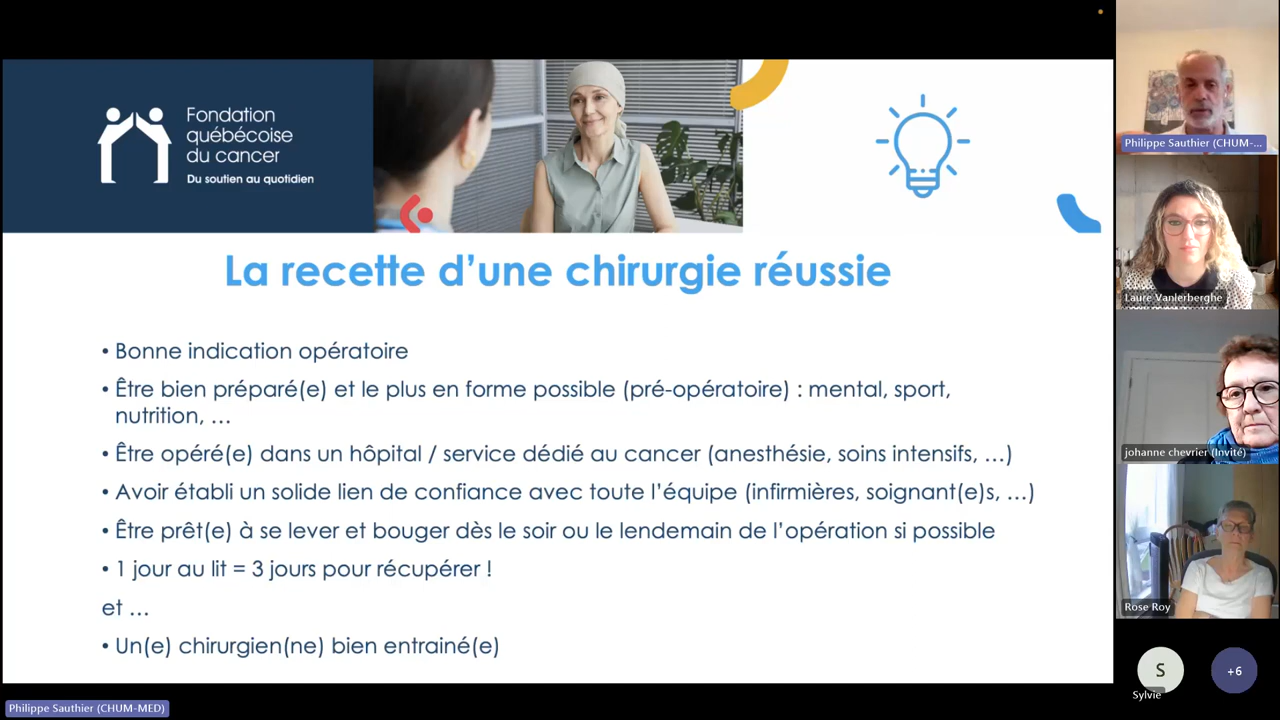 Fondation
québécoise
du cancer
Du soutien au quotidien
La recette d’une chirurgie réussie
• Bonne indication opératoire
• Être bien préparé(e) et le plus en forme possible (pré-opératoire) : mental, sport,
nutrition, …
• Être opéré(e) dans un hôpital / service dédié au cancer (anesthésie, soins intensifs, …)
• Avoir établi un solide lien de confiance avec toute l’équipe (infirmières, soignant(e)s, …)
• Être prêt(e) à se lever et bouger dès le soir ou le lendemain de l’opération si possible
• 1 jour au lit = 3 jours pour récupérer !
et …
• Un(e) chirurgien(ne) bien entrainé(e)
Philippe Sauthier (CHUM-MED)
Philippe Sauthier (CHUM-...
Laure Vanlerberghe
johanne chevrier (Invité)
Rose Roy
S
Sylvie
+6